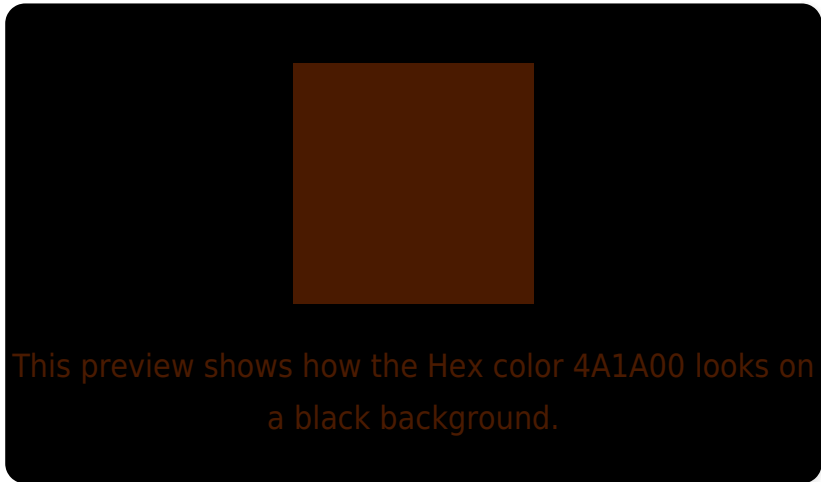 This preview shows how the Hex color 4A1A00 looks on
a black background.